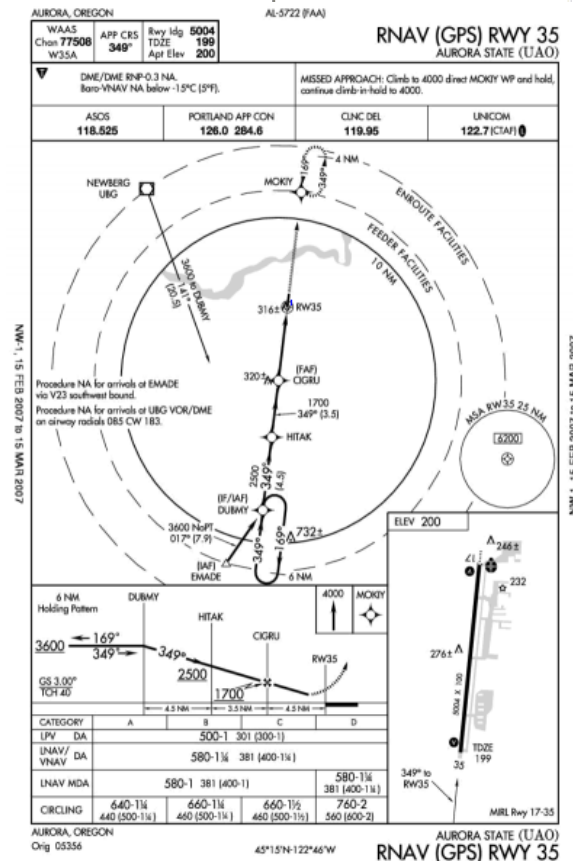 AURORA, OREGON
AL-5722 (FAA)
WAAS
Chan 77508
W35A
APP CRS
349°
Rwy ldg 5004
TDZE 199
Apt Elev 200
RNAV (GPS) RWY 35
AURORA STATE (UAO)
DME/DME RNP-0.3 NA.
Baro-VNAV NA below -15°C (5°F).
MISSED APPROACH: Climb to 4000 direct MOKIY WP and hold,
continue climb-in-hold to 4000.
ASOS
118.525
PORTLAND APP CON
126.0 284.6
CLNC DEL
119.95
UNICOM
122.7 (CTAF)
NEWBERG
UBG
MOKIY
169°
349°
4 NM
ENROUTE FACILITIES
FEEDER FACILITIES
10 NM
3600 to DUBMY
141°
(20.5)
316±
RW35
320±
(FAF)
CIGRU
1700
349° (3.5)
HITAK
2500
349°
(4.5)
(IF/IAF)
DUBMY
3600 NoPT
017° (7.9)
349°
169°
732±
(IAF)
EMADE
6 NM
Procedure NA for arrivals at EMADE
via V23 southwest bound.
Procedure NA for arrivals at UBG VOR/DME
on airway radials 085 CW 183.
MSA RW35 25 NM
6200
NW-1, 15 FEB 2007 to 15 MAR 2007
NW-1, 15 FEB 2007 to 15 MAR 2007
ELEV 200
246±
17
232
276±
5004 X 100
TDZE
199
35
349° to
RW35
MIRL Rwy 17-35
6 NM
Holding Pattern
DUBMY
HITAK
CIGRU
RW35
4000
MOKIY
3600
169°
349°
349°
2500
1700
GS 3.00°
TCH 40
4.5 NM
3.5 NM
4.5 NM
CATEGORY A B C D
LPV DA 500-1 301 (300-1)
LNAV/
VNAV DA 580-1¼ 381 (400-1¼)
LNAV MDA 580-1 381 (400-1) 580-1¼
381 (400-1¼)
CIRCLING 640-1¼ 660-1¼ 660-1½ 760-2
440 (500-1¼) 460 (500-1¼) 460 (500-1½) 560 (600-2)
AURORA, OREGON
Orig 05356
45°15'N-122°46'W
AURORA STATE (UAO)
RNAV (GPS) RWY 35